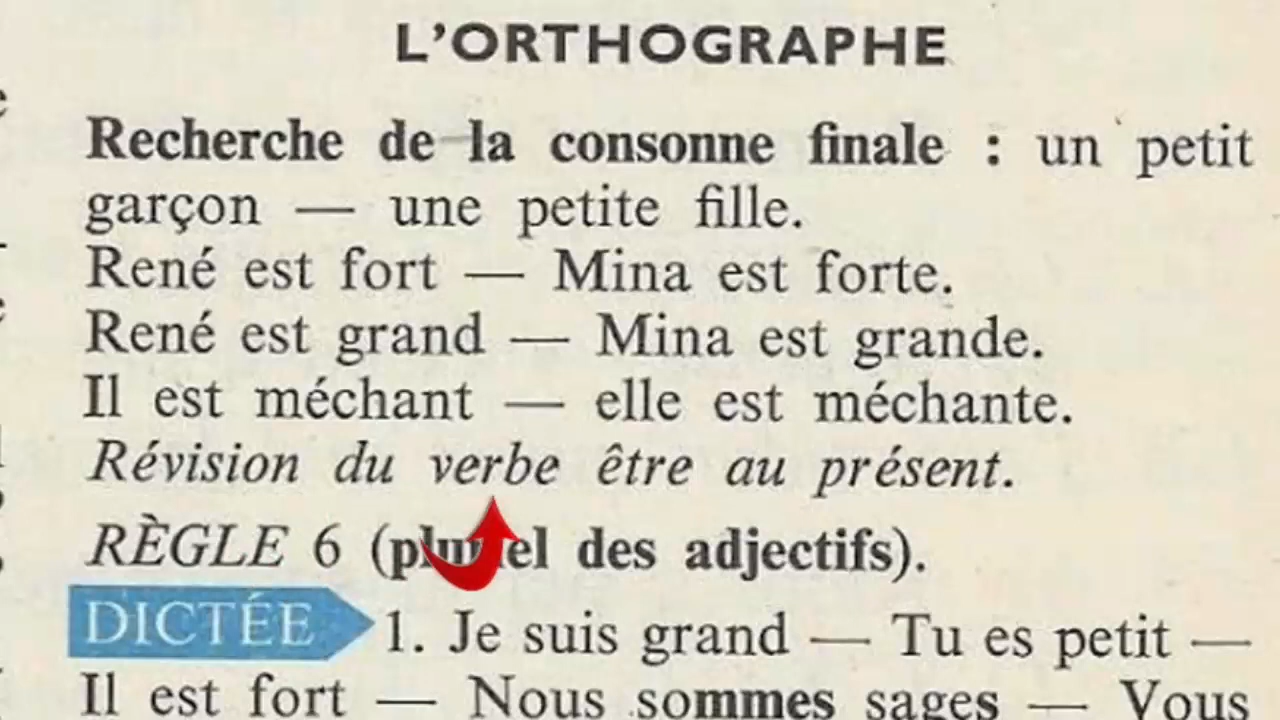 L'ORTHOGRAPHE
Recherche de la consonne finale : un petit
garçon — une petite fille.
René est fort — Mina est forte.
René est grand — Mina est grande.
Il est méchant — elle est méchante.
Révision du verbe être au présent.
RÈGLE 6 (pluriel des adjectifs).
DICTÉE 1. Je suis grand — Tu es petit —
Il est fort — Nous sommes sages — Vous